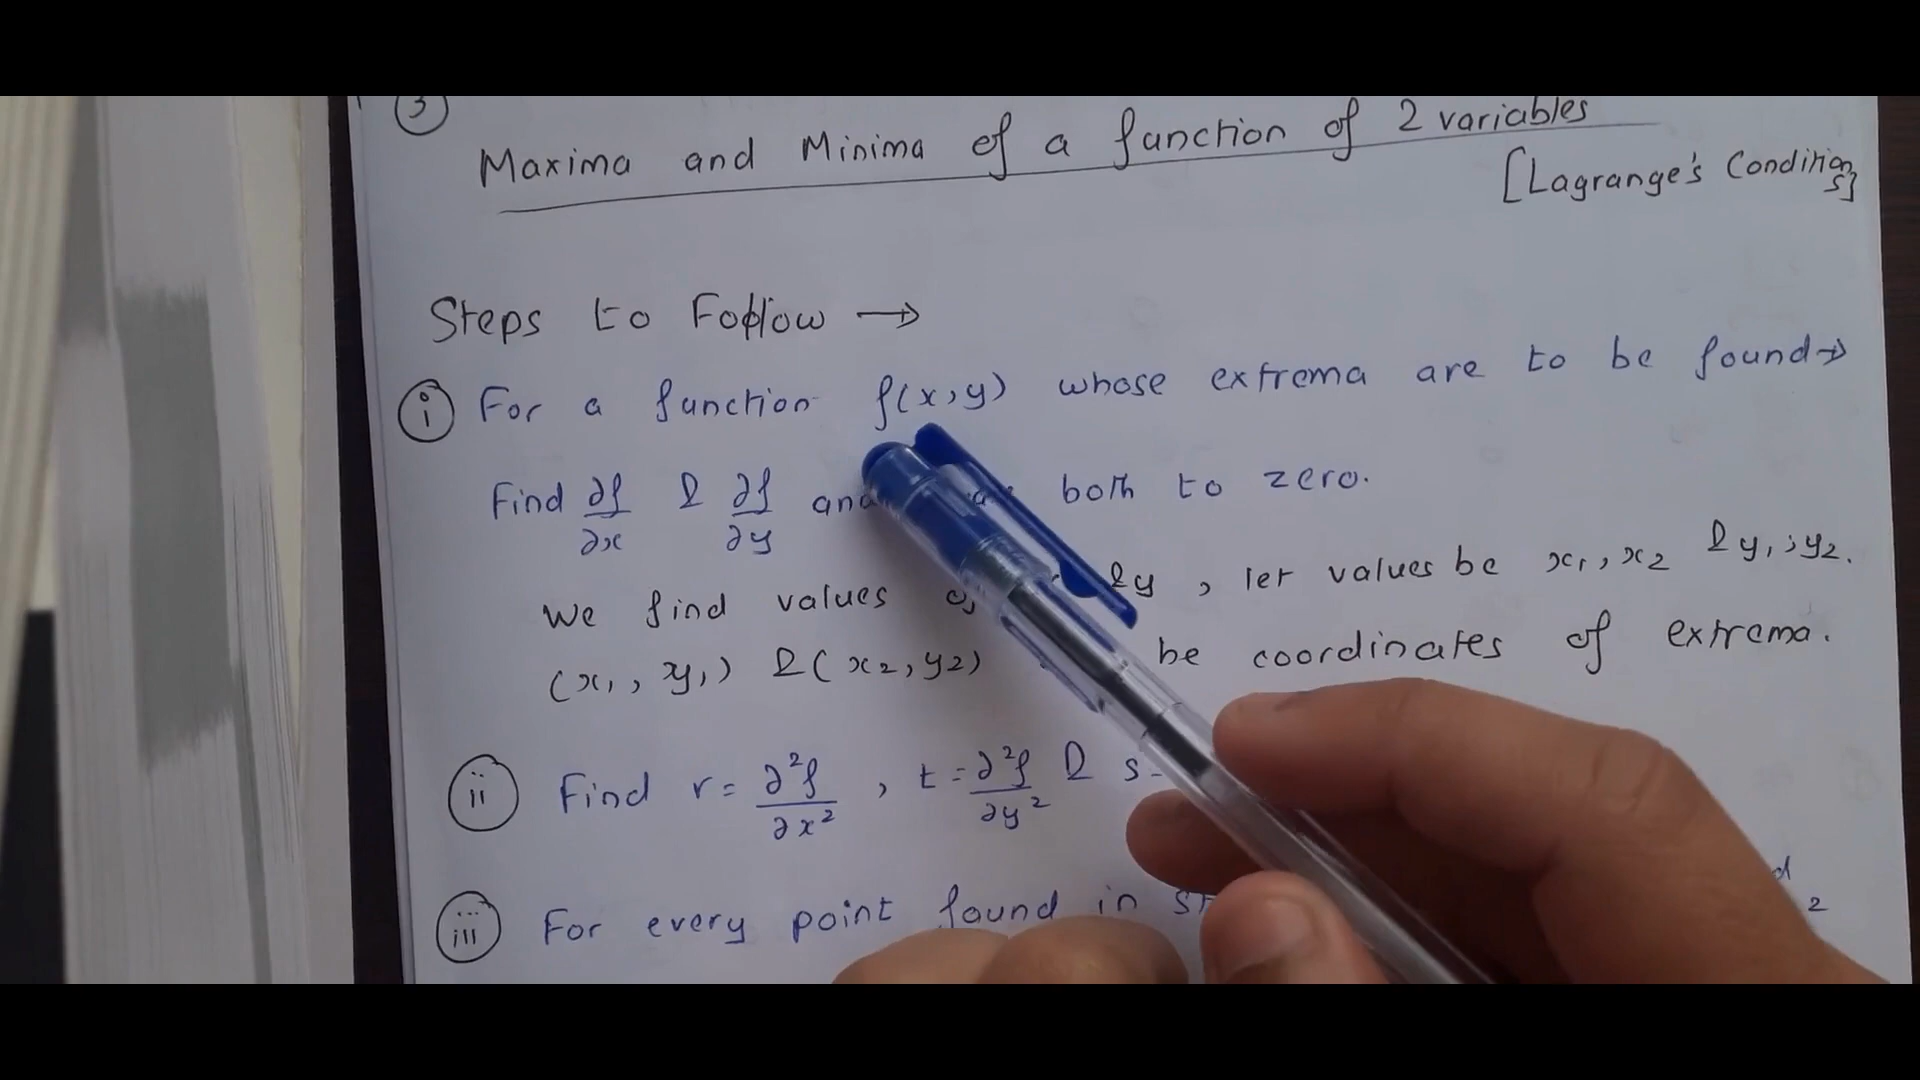 3
Maxima and Minima of a function of 2 variables
[Lagrange's Conditions]
Steps to Follow →
i For a function f(x,y) whose extrema are to be found→
Find ∂f/∂x & ∂f/∂y and both to zero.
We find values & y , let values be x₁, x₂ & y₁, y₂.
(x₁, y₁) & (x₂, y₂) be coordinates of extrema.
ii Find r = ∂²f/∂x² , t = ∂²f/∂y² & s =
iii For every point found in